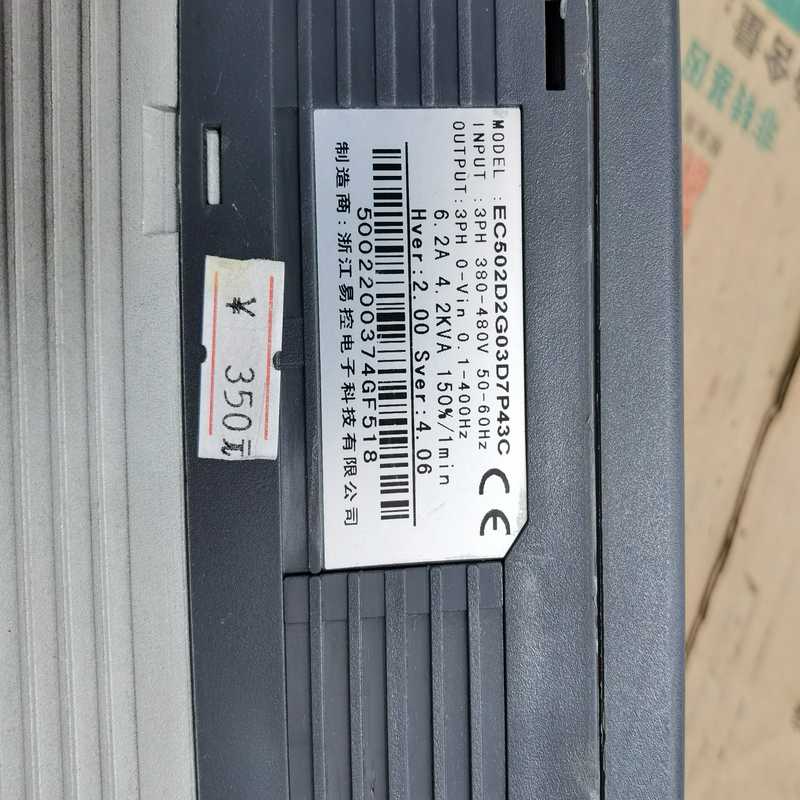 MODEL :EC502D2G03D7P43C
INPUT :3PH 380-480V 50-60Hz
OUTPUT:3PH 0-Vin 0.1-400Hz
6.2A 4.2KVA 150%/1min
Hver:2.00 Sver:4.06
5002200374GF518
制造商:浙江易控电子科技有限公司
CE
¥ 350元